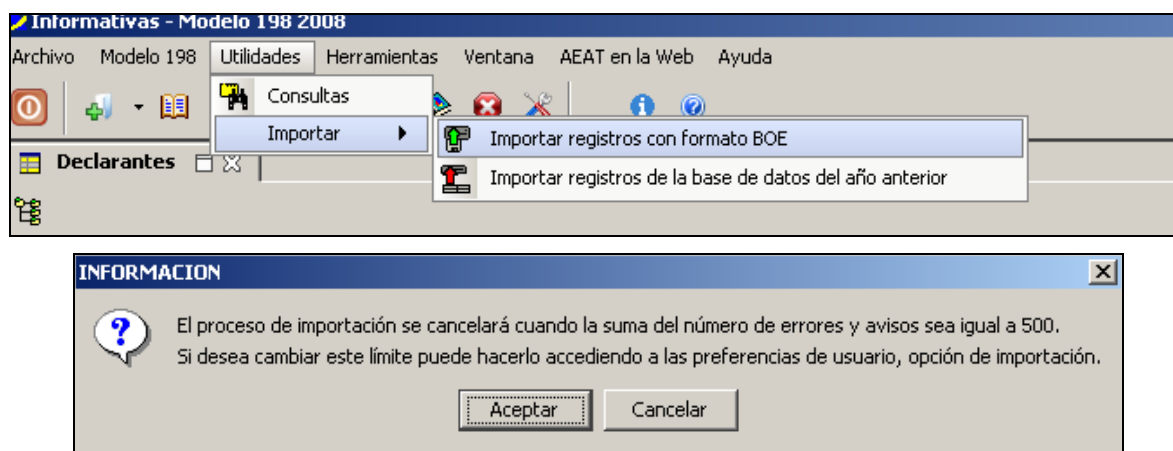 Informativas - Modelo 198 2008
Archivo Modelo 198 Utilidades Herramientas Ventana AEAT en la Web Ayuda
Consultas
Importar
Importar registros con formato BOE
Declarantes
Importar registros de la base de datos del año anterior
INFORMACION
El proceso de importación se cancelará cuando la suma del número de errores y avisos sea igual a 500.
Si desea cambiar este límite puede hacerlo accediendo a las preferencias de usuario, opción de importación.
Aceptar Cancelar